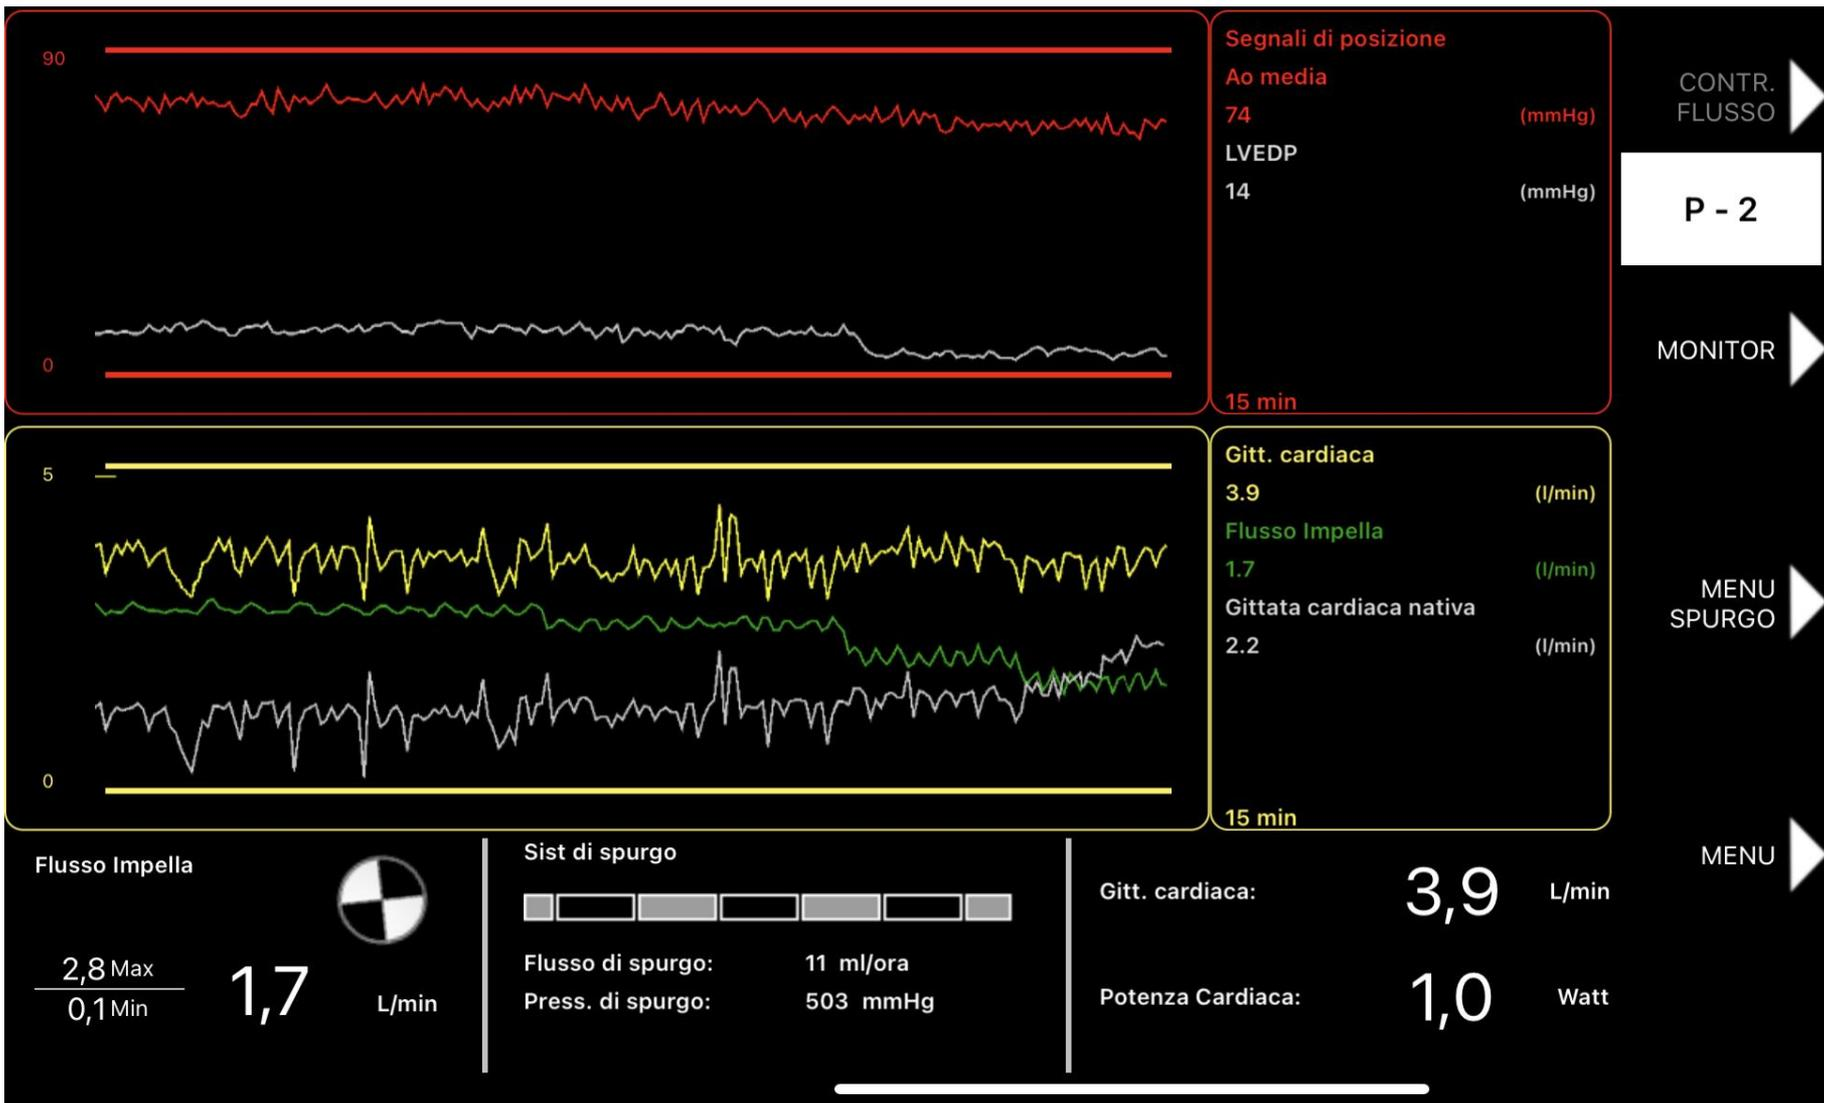 90
0
Segnali di posizione
Ao media
74 (mmHg)
LVEDP
14 (mmHg)
15 min
CONTR.
FLUSSO
P - 2
MONITOR
5
0
Gitt. cardiaca
3.9 (l/min)
Flusso Impella
1.7 (l/min)
Gittata cardiaca nativa
2.2 (l/min)
15 min
MENU
SPURGO
MENU
Flusso Impella
2,8 Max
0,1 Min
1,7 L/min
Sist di spurgo
Flusso di spurgo: 11 ml/ora
Press. di spurgo: 503 mmHg
Gitt. cardiaca: 3,9 L/min
Potenza Cardiaca: 1,0 Watt